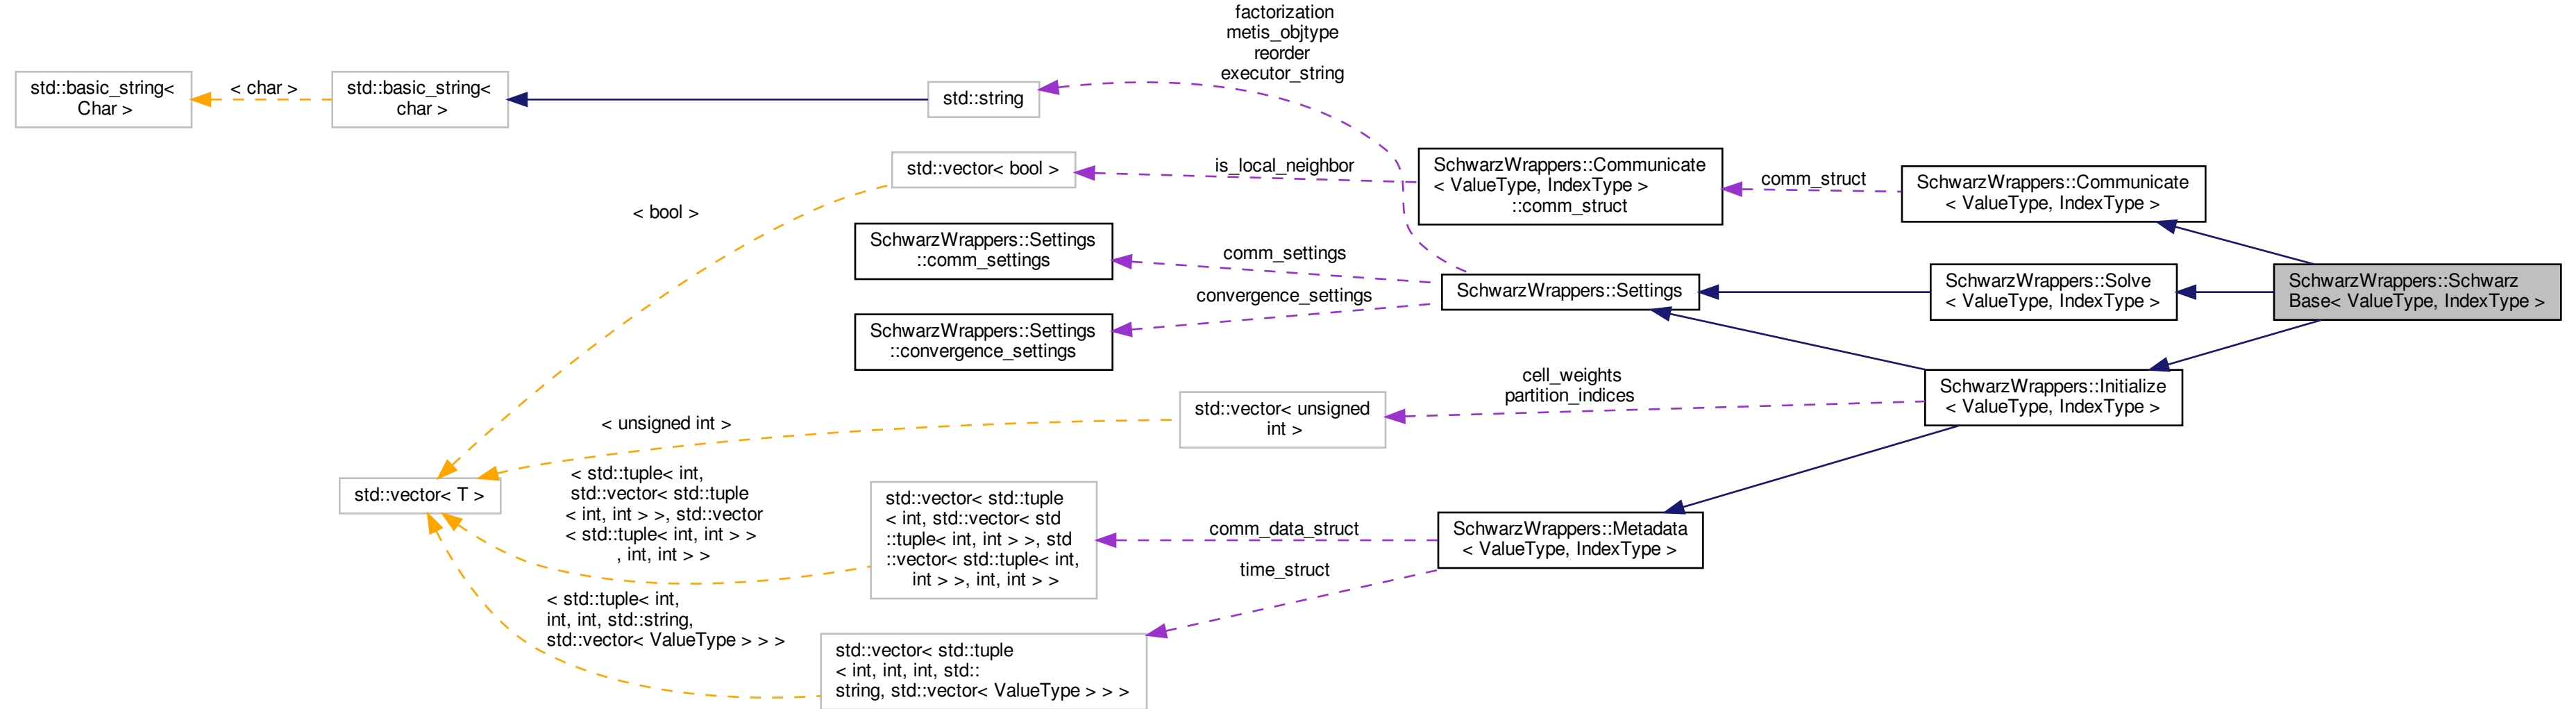 factorization
metis_objtype
reorder
executor_string
std::basic_string<
Char >
< char >
std::basic_string<
char >
std::string
std::vector< bool >
is_local_neighbor
SchwarzWrappers::Communicate
< ValueType, IndexType >
::comm_struct
comm_struct
SchwarzWrappers::Communicate
< ValueType, IndexType >
< bool >
SchwarzWrappers::Settings
::comm_settings
comm_settings
SchwarzWrappers::Settings
::convergence_settings
convergence_settings
SchwarzWrappers::Settings
SchwarzWrappers::Solve
< ValueType, IndexType >
SchwarzWrappers::Schwarz
Base< ValueType, IndexType >
cell_weights
partition_indices
SchwarzWrappers::Initialize
< ValueType, IndexType >
< unsigned int >
std::vector< unsigned
int >
std::vector< T >
< std::tuple< int,
std::vector< std::tuple
< int, int > >, std::vector
< std::tuple< int, int > >
, int, int > >
std::vector< std::tuple
< int, std::vector< std
::tuple< int, int > >, std
::vector< std::tuple< int,
int > >, int, int > >
comm_data_struct
SchwarzWrappers::Metadata
< ValueType, IndexType >
time_struct
< std::tuple< int,
int, int, std::string,
std::vector< ValueType > > >
std::vector< std::tuple
< int, int, int, std::
string, std::vector< ValueType > > >